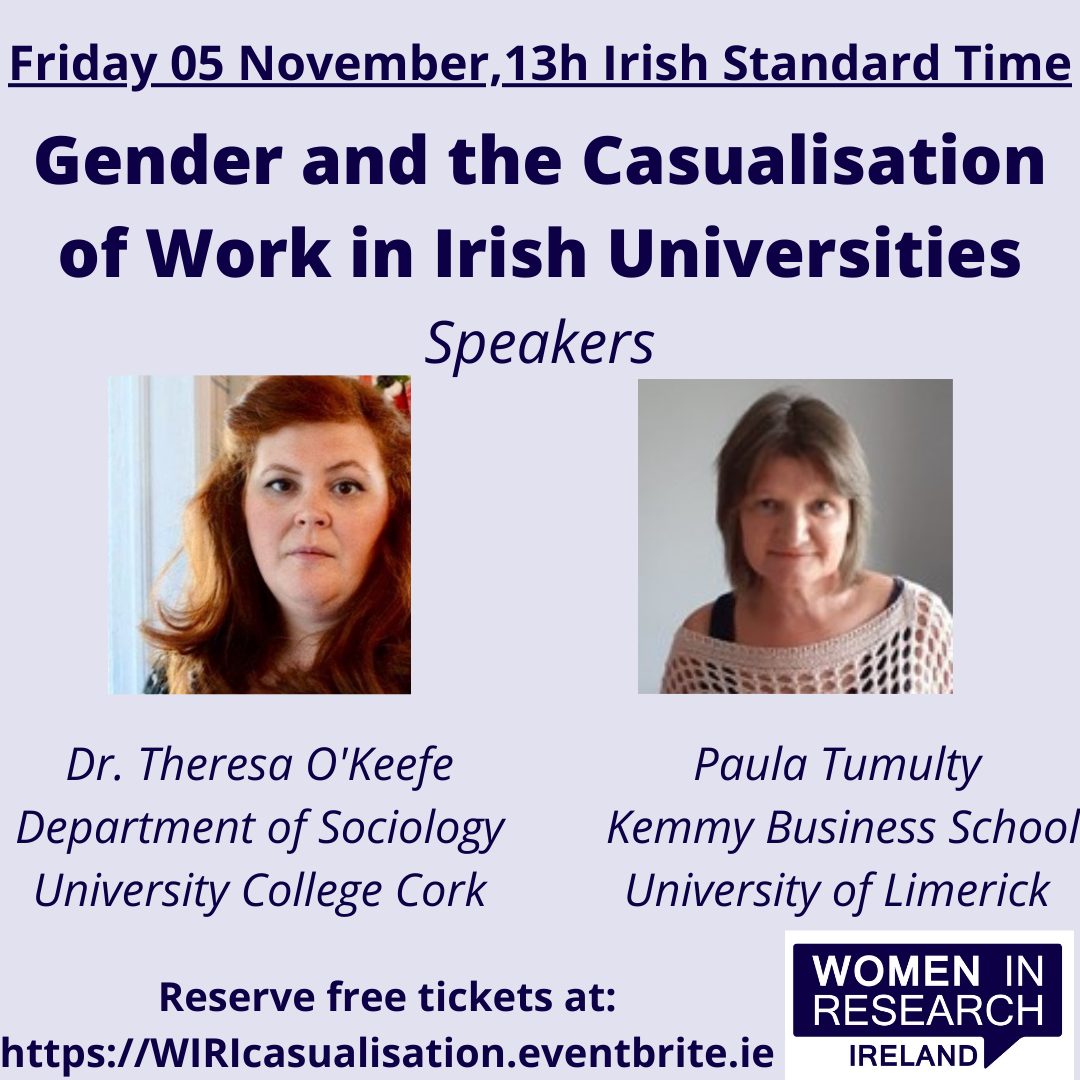 Friday 05 November,13h Irish Standard Time
Gender and the Casualisation
of Work in Irish Universities
Speakers
Dr. Theresa O'Keefe
Department of Sociology
University College Cork
Paula Tumulty
Kemmy Business School
University of Limerick
Reserve free tickets at:
https://WIRIcasualisation.eventbrite.ie
WOMEN IN
RESEARCH
IRELAND